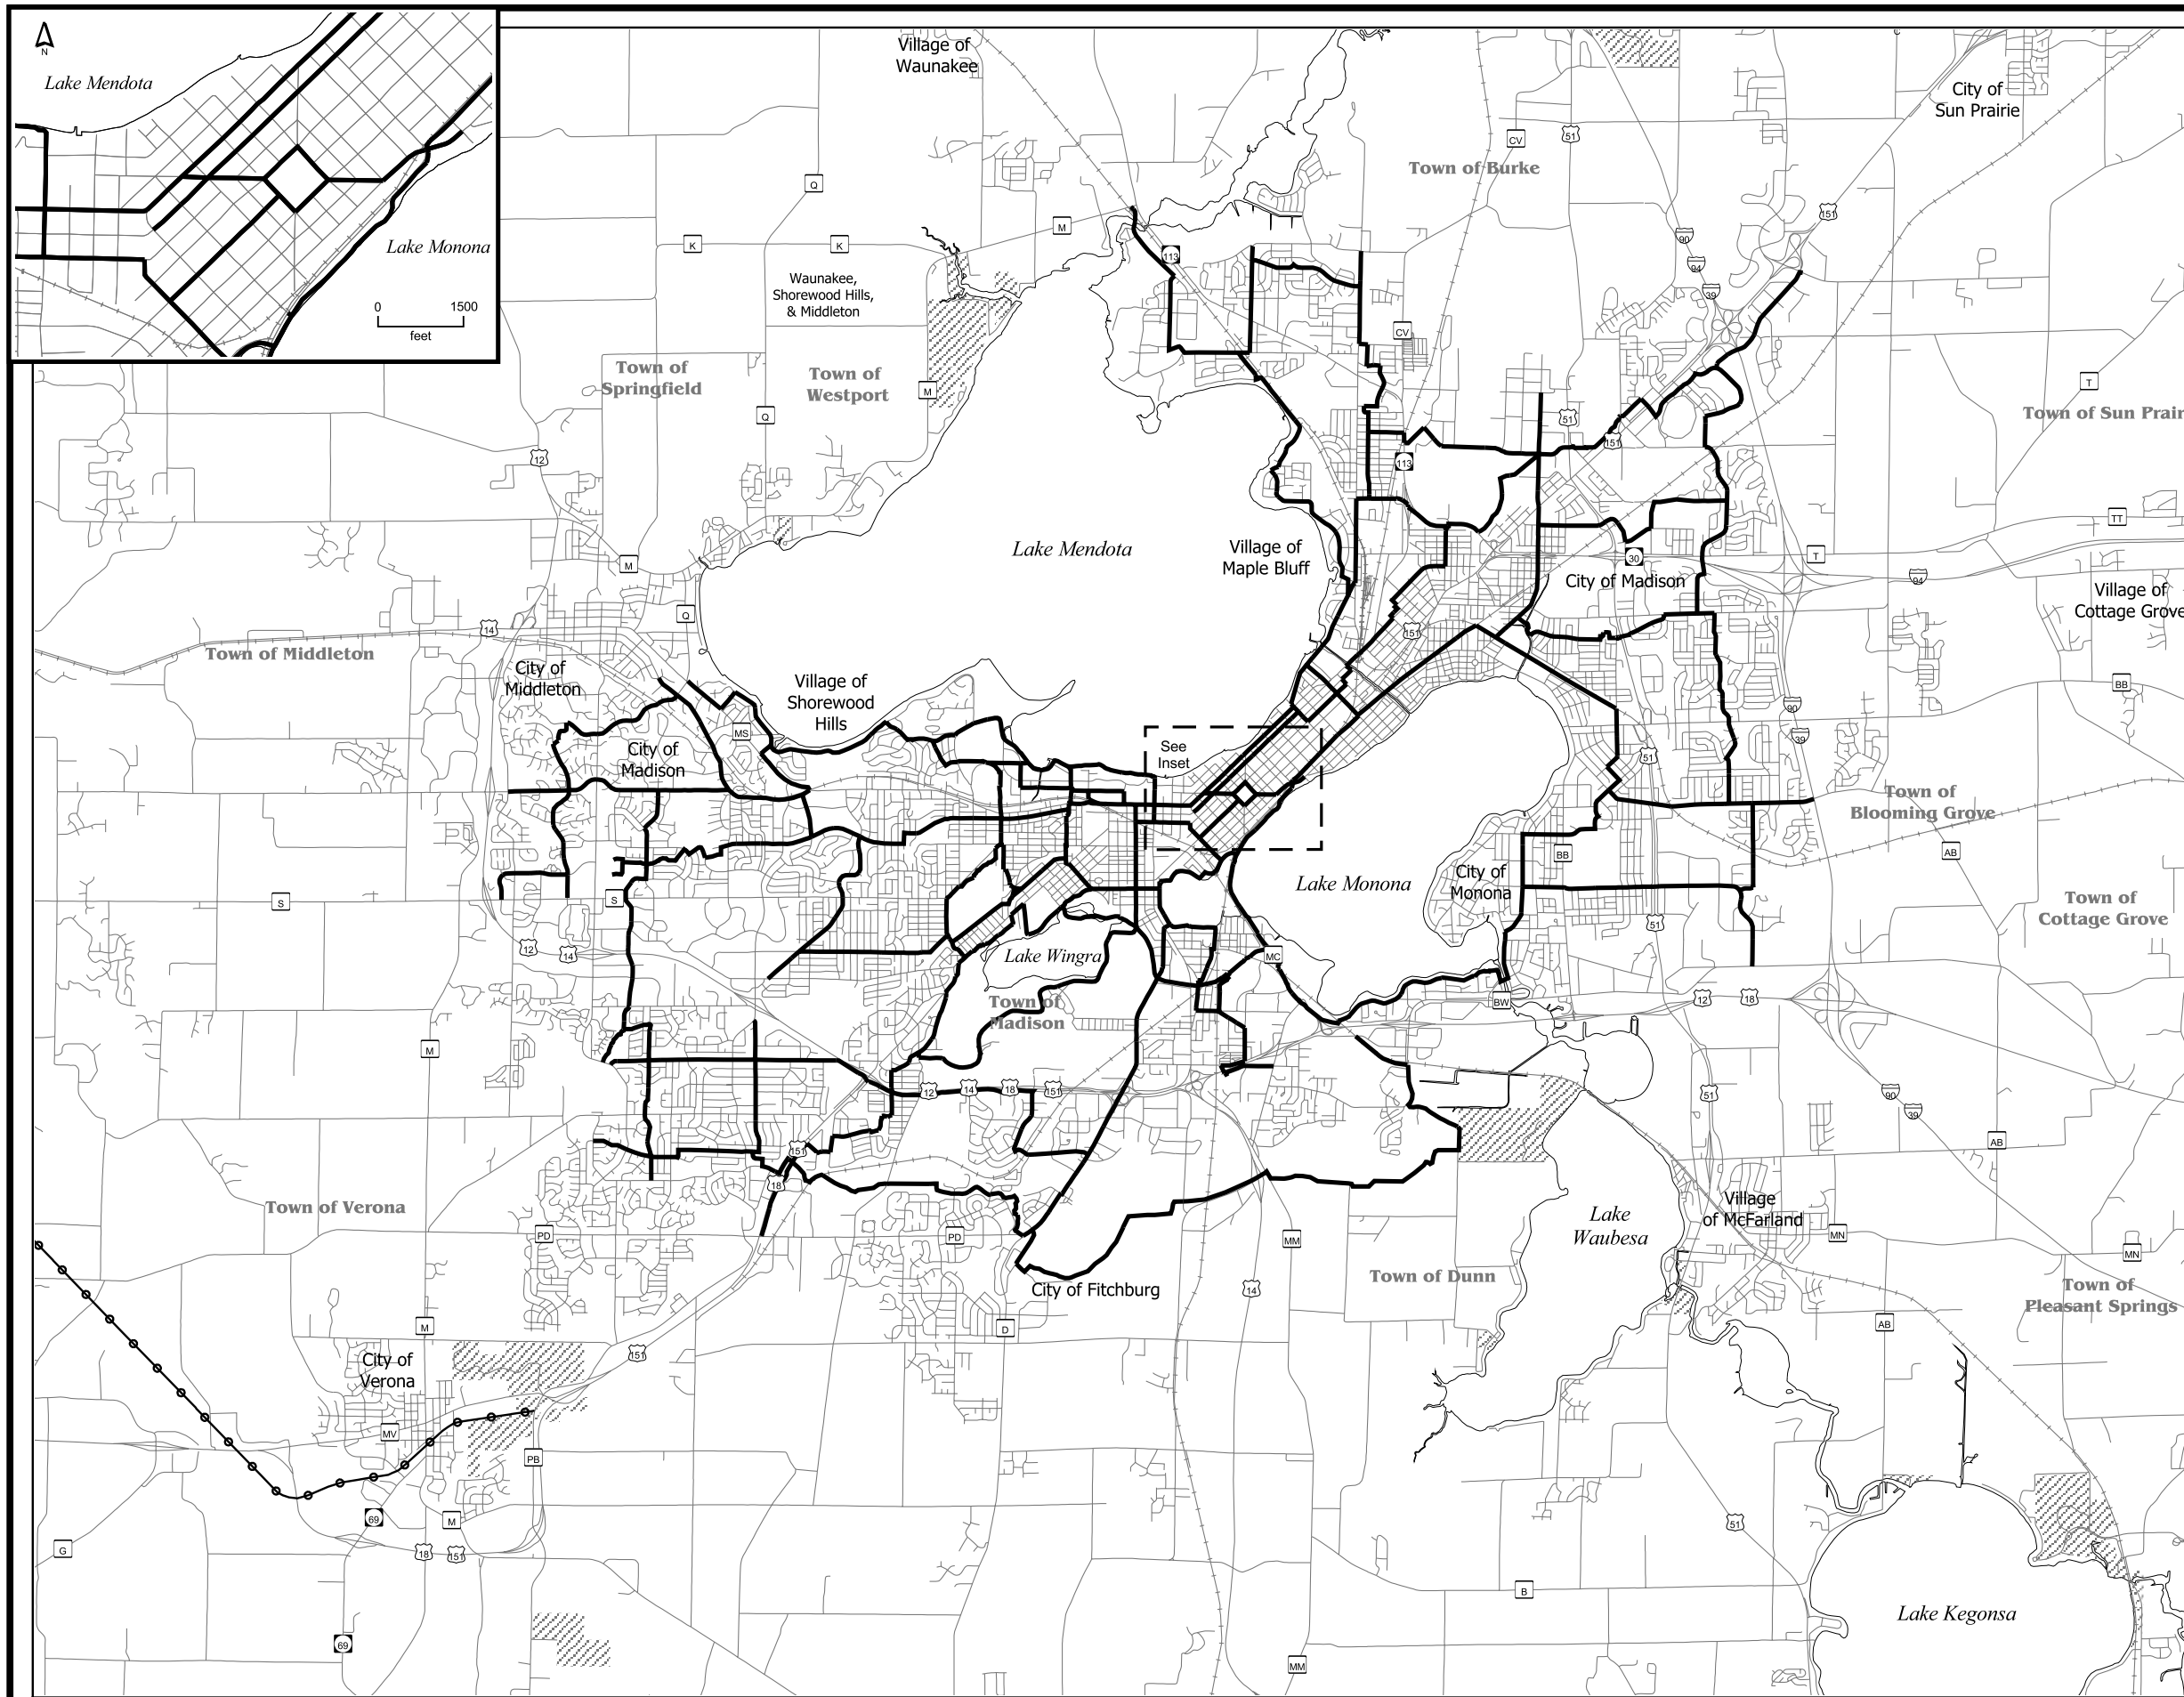 N
Lake Mendota
Lake Monona
0 1500
feet
Village of
Waunakee
City of
Sun Prairie
CV
51
Town of Burke
Q
151
M
K
K
113
90
94
39
Waunakee,
Shorewood Hills,
& Middleton
CV
Town of
Springfield
Town of
Westport
M
T
Q
51
Town of Sun Prair
151
12
113
TT
Lake Mendota
Village of
Maple Bluff
30
T
M
City of Madison
94
Village of
Cottage Grove
Q
14
151
Town of Middleton
City of
Middleton
Village of
Shorewood
Hills
BB
90
MS
39
City of
Madison
See
Inset
51
Town of
Blooming Grove
AB
BB
City of
Monona
Lake Monona
S
S
Town of
Cottage Grove
51
12
14
Lake Wingra
MC
Town of
Madison
BW
12
18
M
12
14
18
151
51
90
39
AB
151
18
Town of Verona
Village
of McFarland
Lake
Waubesa
PD
PD
MM
MN
MN
Town of Dunn
14
City of Fitchburg
Town of
Pleasant Springs
M
D
AB
151
City of
Verona
MV
PB
69
M
51
G
18
151
B
Lake Kegonsa
69
MM